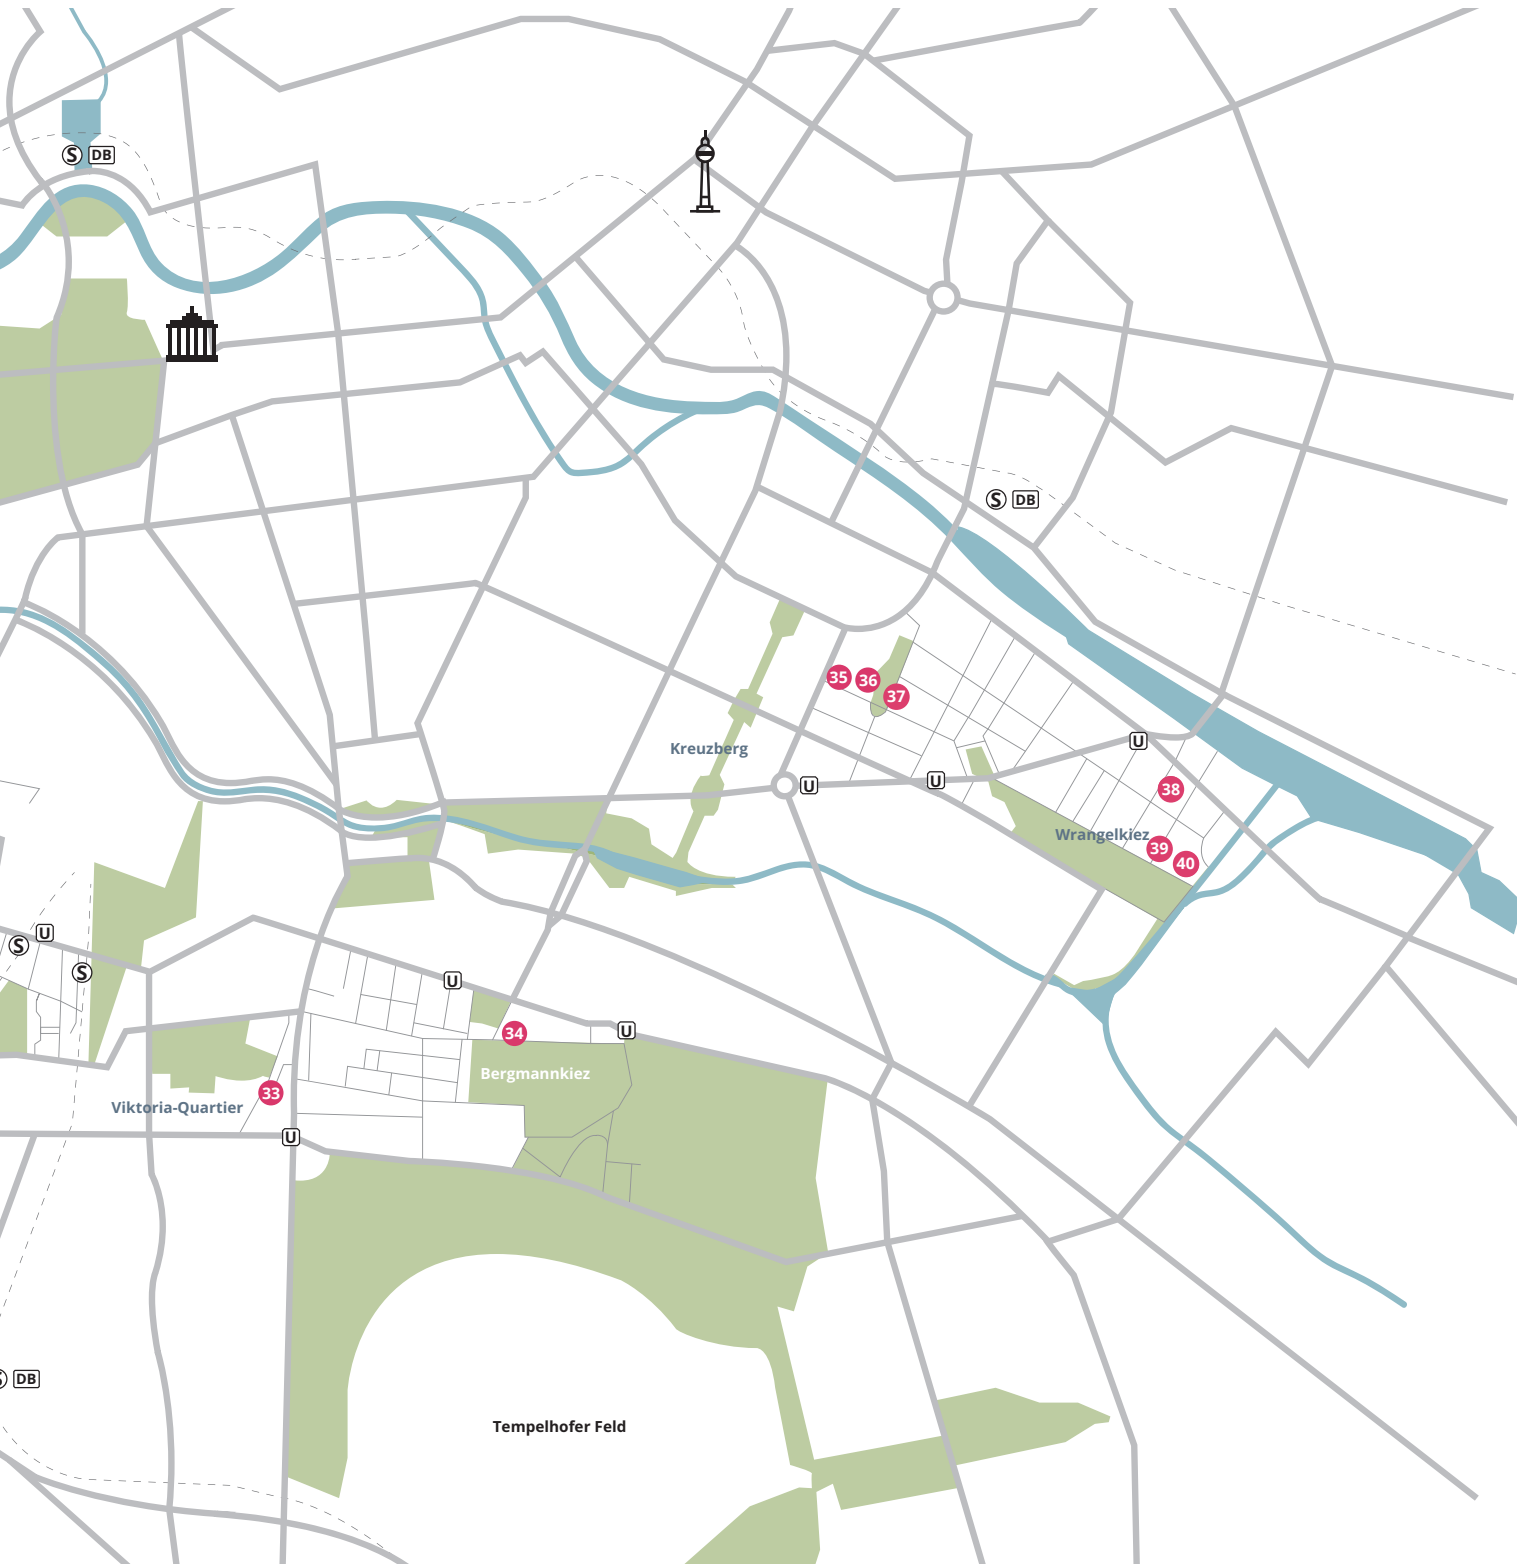 S DB
S DB
35 36
37
Kreuzberg
U
U
U
38
Wrangelkiez
39
40
U
S
S
U
34
U
Bergmannkiez
33
Viktoria-Quartier
U
S DB
Tempelhofer Feld